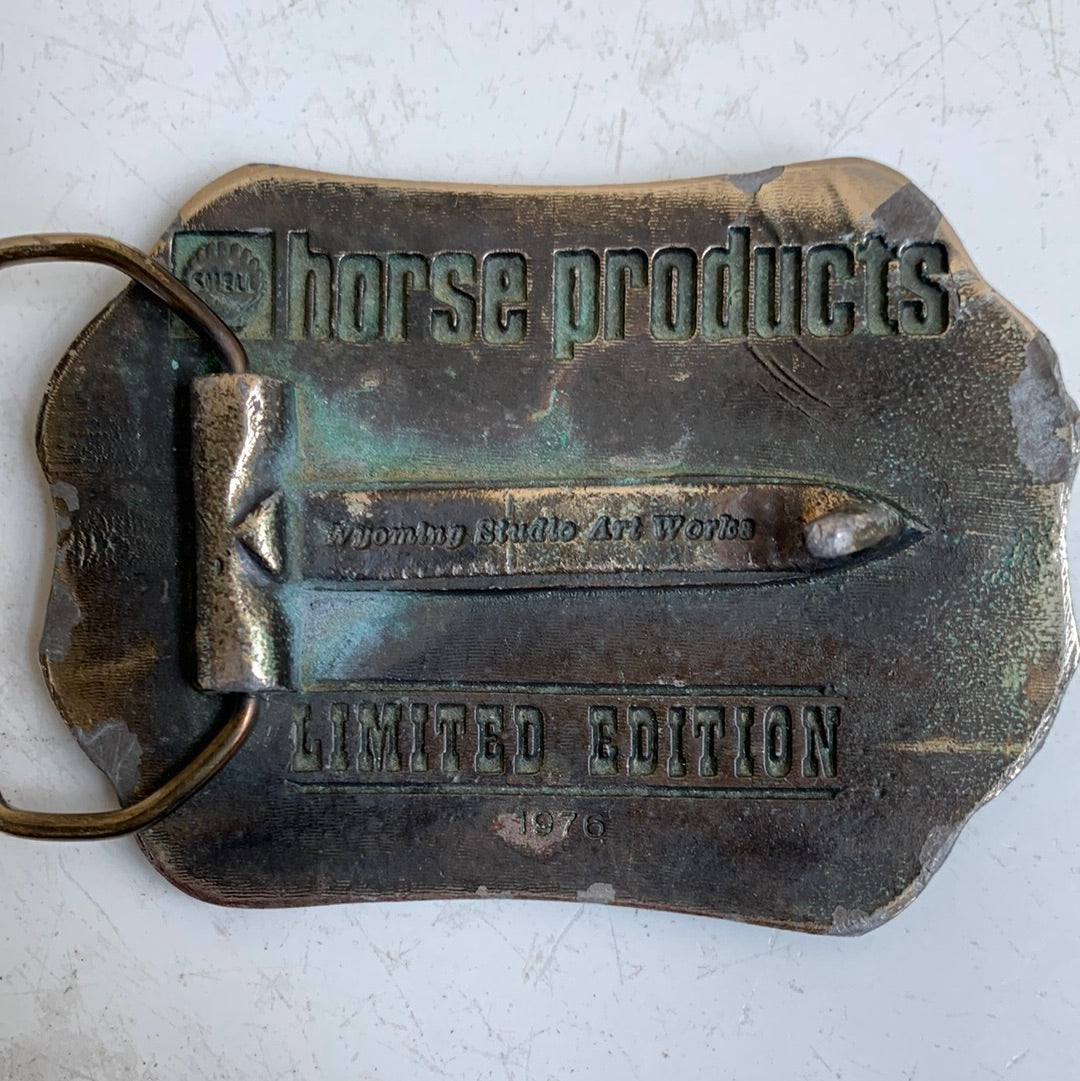 SHELL horse products
Wyoming Studio Art Works
LIMITED EDITION
1976